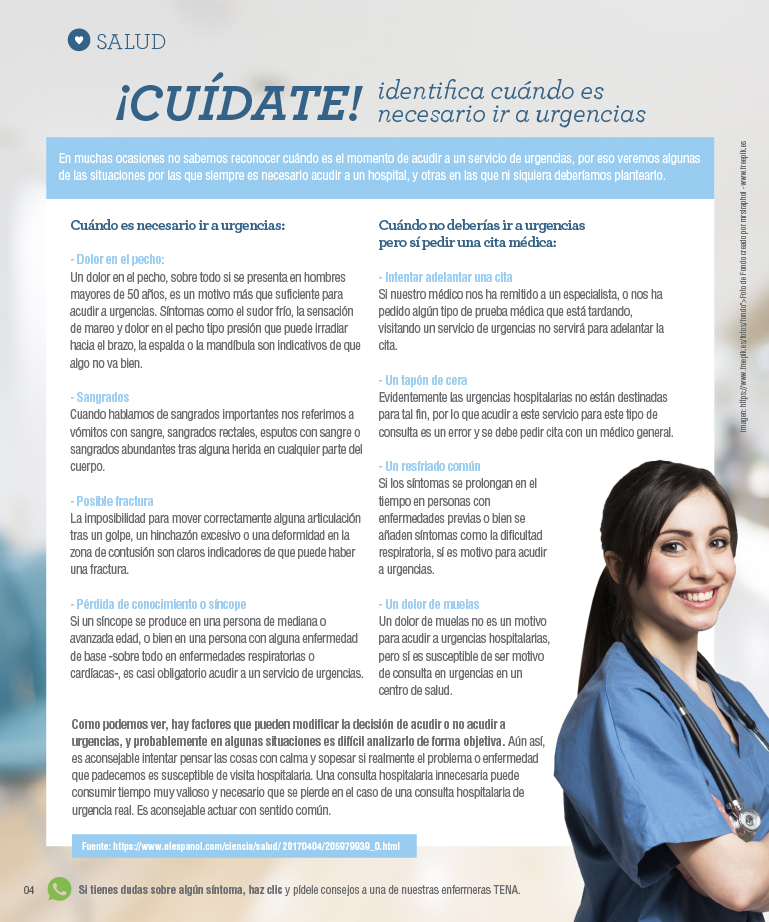 SALUD
¡CUÍDATE!
identifica cuándo es
necesario ir a urgencias
En muchas ocasiones no sabemos reconocer cuándo es el momento de acudir a un servicio de urgencias, por eso veremos algunas
de las situaciones por las que siempre es necesario acudir a un hospital, y otras en las que ni siquiera deberíamos plantearlo.
Cuándo es necesario ir a urgencias:
- Dolor en el pecho:
Un dolor en el pecho, sobre todo si se presenta en hombres
mayores de 50 años, es un motivo más que suficiente para
acudir a urgencias. Síntomas como el sudor frío, la sensación
de mareo y dolor en el pecho tipo presión que puede irradiar
hacia el brazo, la espalda o la mandíbula son indicativos de que
algo no va bien.
- Sangrados
Cuando hablamos de sangrados importantes nos referimos a
vómitos con sangre, sangrados rectales, esputos con sangre o
sangrados abundantes tras alguna herida en cualquier parte del
cuerpo.
- Posible fractura
La imposibilidad para mover correctamente alguna articulación
tras un golpe, un hinchazón excesivo o una deformidad en la
zona de contusión son claros indicadores de que puede haber
una fractura.
- Pérdida de conocimiento o síncope
Si un síncope se produce en una persona de mediana o
avanzada edad, o bien en una persona con alguna enfermedad
de base -sobre todo en enfermedades respiratorias o
cardíacas-, es casi obligatorio acudir a un servicio de urgencias.
Cuándo no deberías ir a urgencias
pero sí pedir una cita médica:
- Intentar adelantar una cita
Si nuestro médico nos ha remitido a un especialista, o nos ha
pedido algún tipo de prueba médica que está tardando,
visitando un servicio de urgencias no servirá para adelantar la
cita.
- Un tapón de cera
Evidentemente las urgencias hospitalarias no están destinadas
para tal fin, por lo que acudir a este servicio para este tipo de
consulta es un error y se debe pedir cita con un médico general.
- Un resfriado común
Si los síntomas se prolongan en el
tiempo en personas con
enfermedades previas o bien se
añaden síntomas como la dificultad
respiratoria, sí es motivo para acudir
a urgencias.
- Un dolor de muelas
Un dolor de muelas no es un motivo
para acudir a urgencias hospitalarias,
pero sí es susceptible de ser motivo
de consulta en urgencias en un
centro de salud.
Como podemos ver, hay factores que pueden modificar la decisión de acudir o no acudir a
urgencias, y probablemente en algunas situaciones es difícil analizarlo de forma objetiva. Aún así,
es aconsejable intentar pensar las cosas con calma y sopesar si realmente el problema o enfermedad
que padecemos es susceptible de visita hospitalaria. Una consulta hospitalaria innecesaria puede
consumir tiempo muy valioso y necesario que se pierde en el caso de una consulta hospitalaria de
urgencia real. Es aconsejable actuar con sentido común.
Fuente: https://www.elespanol.com/ciencia/salud/ 20170404/205979939_0.html
04
Si tienes dudas sobre algún síntoma, haz clic y pídele consejos a una de nuestras enfermeras TENA.
Imagen: https://www.freepik.es/fotos/fondo">Foto de Fondo creado por mrsiraphol - www.freepik.es